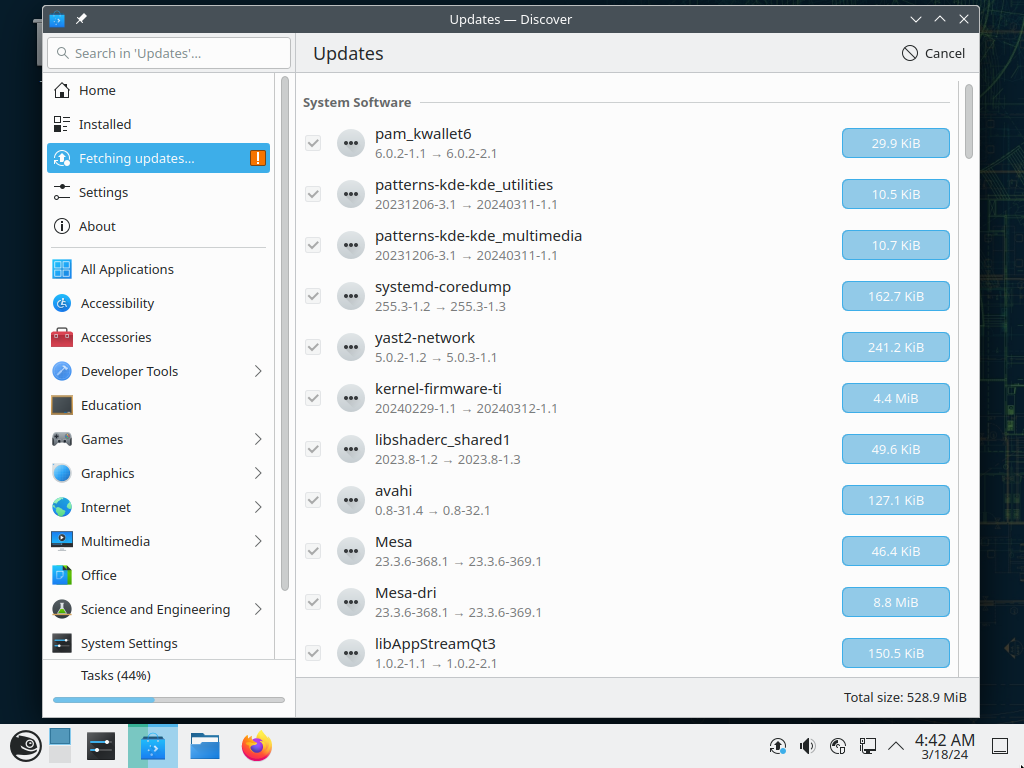 Updates — Discover
Search in 'Updates'...
Updates
Cancel
Home
Installed
Fetching updates...
Settings
About
All Applications
Accessibility
Accessories
Developer Tools
Education
Games
Graphics
Internet
Multimedia
Office
Science and Engineering
System Settings
Tasks (44%)
System Software
pam_kwallet6
6.0.2-1.1 → 6.0.2-2.1
29.9 KiB
patterns-kde-kde_utilities
20231206-3.1 → 20240311-1.1
10.5 KiB
patterns-kde-kde_multimedia
20231206-3.1 → 20240311-1.1
10.7 KiB
systemd-coredump
255.3-1.2 → 255.3-1.3
162.7 KiB
yast2-network
5.0.2-1.2 → 5.0.3-1.1
241.2 KiB
kernel-firmware-ti
20240229-1.1 → 20240312-1.1
4.4 MiB
libshaderc_shared1
2023.8-1.2 → 2023.8-1.3
49.6 KiB
avahi
0.8-31.4 → 0.8-32.1
127.1 KiB
Mesa
23.3.6-368.1 → 23.3.6-369.1
46.4 KiB
Mesa-dri
23.3.6-368.1 → 23.3.6-369.1
8.8 MiB
libAppStreamQt3
1.0.2-1.1 → 1.0.2-2.1
150.5 KiB
Total size: 528.9 MiB
4:42 AM
3/18/24